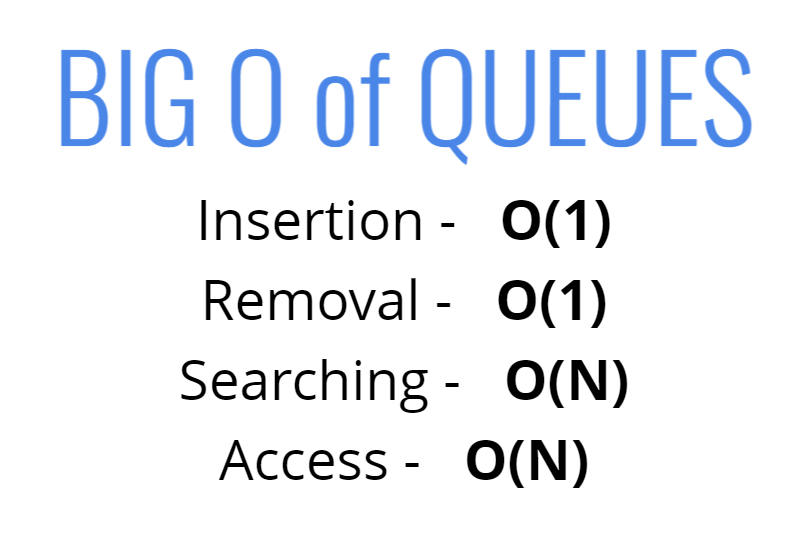 BIG O of QUEUES
Insertion - O(1)
Removal - O(1)
Searching - O(N)
Access - O(N)